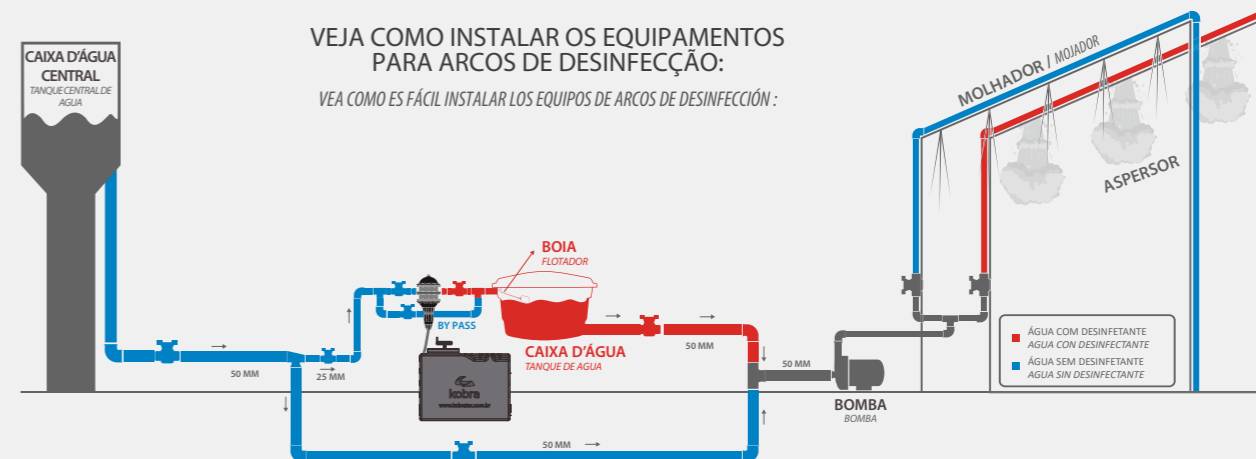 VEJA COMO INSTALAR OS EQUIPAMENTOS
PARA ARCOS DE DESINFECÇÃO:
VEA COMO ES FÁCIL INSTALAR LOS EQUIPOS DE ARCOS DE DESINFECCIÓN :
CAIXA D'ÁGUA
CENTRAL
TANQUE CENTRAL DE
AGUA
MOLHADOR / MOJADOR
ASPERSOR
BOIA
FLOTADOR
BY PASS
CAIXA D'ÁGUA
TANQUE DE AGUA
50 MM
25 MM
50 MM
50 MM
50 MM
kobra
BOMBA
BOMBA
ÁGUA COM DESINFETANTE
AGUA CON DESINFECTANTE
ÁGUA SEM DESINFETANTE
AGUA SIN DESINFECTANTE